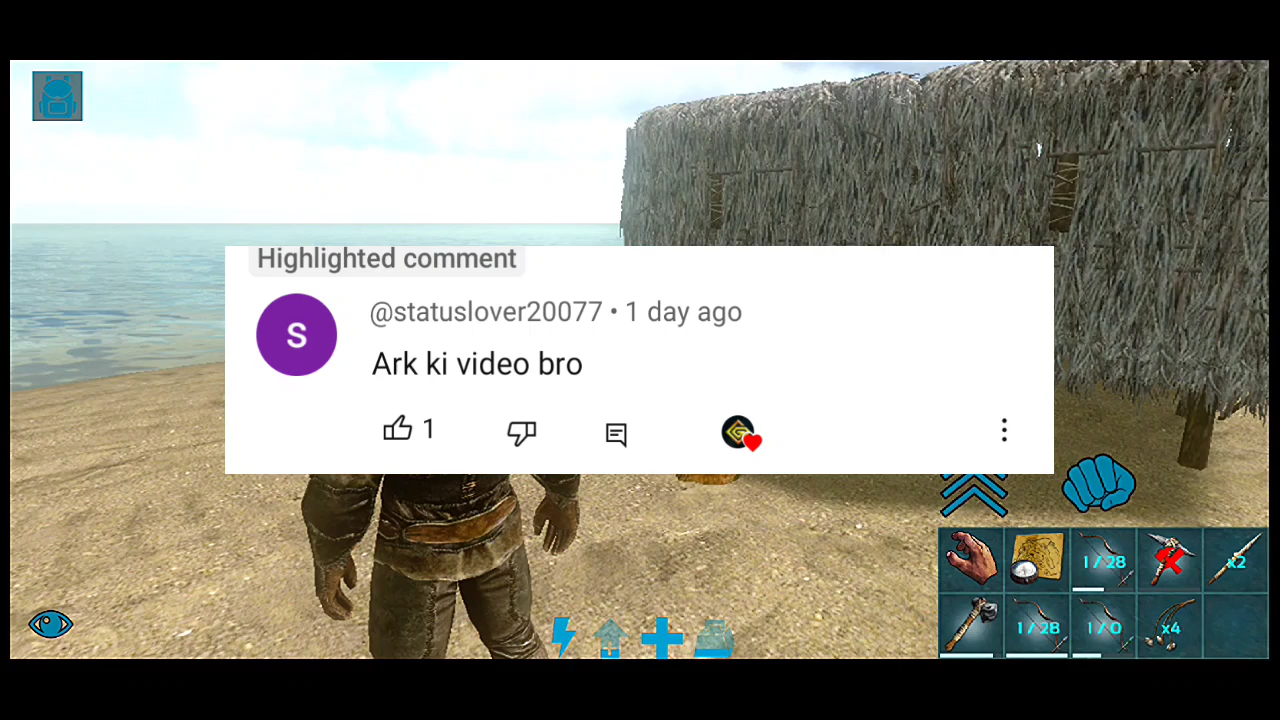 Highlighted comment
S
@statuslover20077 • 1 day ago
Ark ki video bro
1
1/28
x2
1/28
1/0
x4